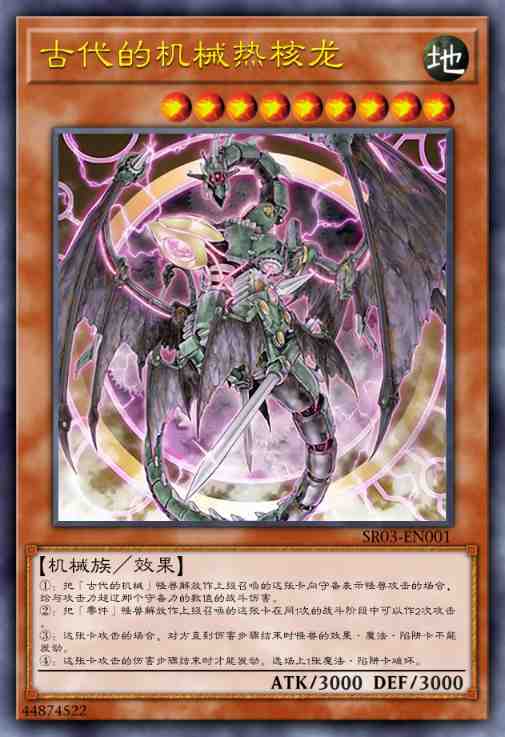 古代的机械热核龙
地
SR03-EN001
【机械族／效果】
①：把「古代的机械」怪兽解放作上级召唤的这张卡向守备表示怪兽攻击的场合，
给与攻击力超过那个守备力的数值的战斗伤害。
②：把「零件」怪兽解放作上级召唤的这张卡在同1次的战斗阶段中可以作2次攻击
。
③：这张卡攻击的场合，对方直到伤害步骤结束时怪兽的效果·魔法·陷阱卡不能
发动。
④：这张卡攻击的伤害步骤结束时才能发动。选场上1张魔法·陷阱卡破坏。
ATK/3000 DEF/3000
44874522